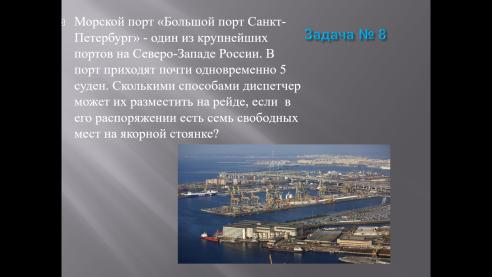 Задача № 8
Морской порт «Большой порт Санкт-
Петербург» - один из крупнейших
портов на Северо-Западе России. В
порт приходят почти одновременно 5
суден. Сколькими способами диспетчер
может их разместить на рейде, если в
его распоряжении есть семь свободных
мест на якорной стоянке?